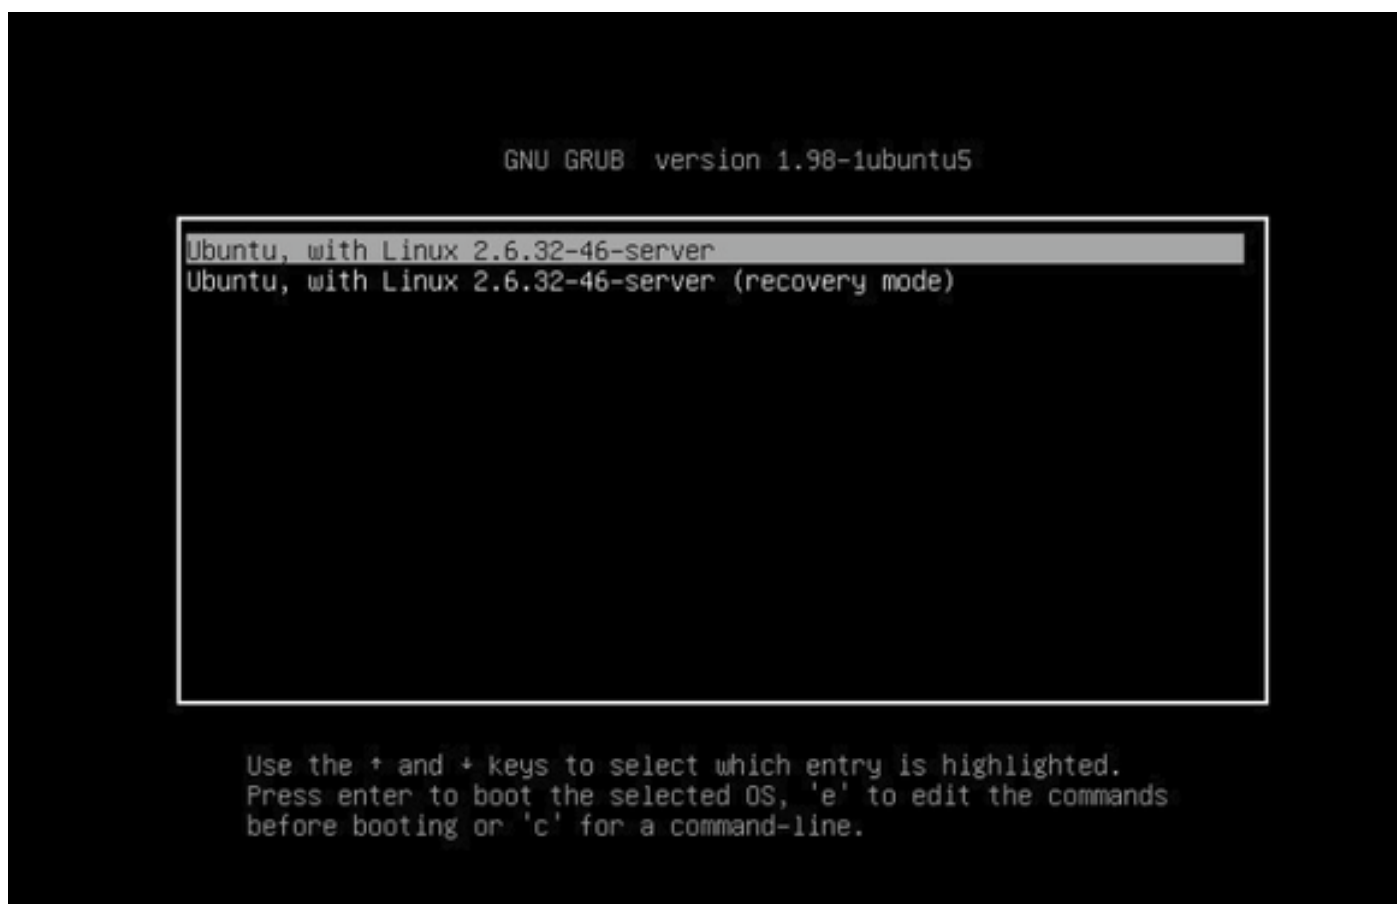 GNU GRUB  version 1.98-1ubuntu5
Ubuntu, with Linux 2.6.32-46-server
Ubuntu, with Linux 2.6.32-46-server (recovery mode)
Use the ↑ and ↓ keys to select which entry is highlighted.
Press enter to boot the selected OS, 'e' to edit the commands
before booting or 'c' for a command-line.